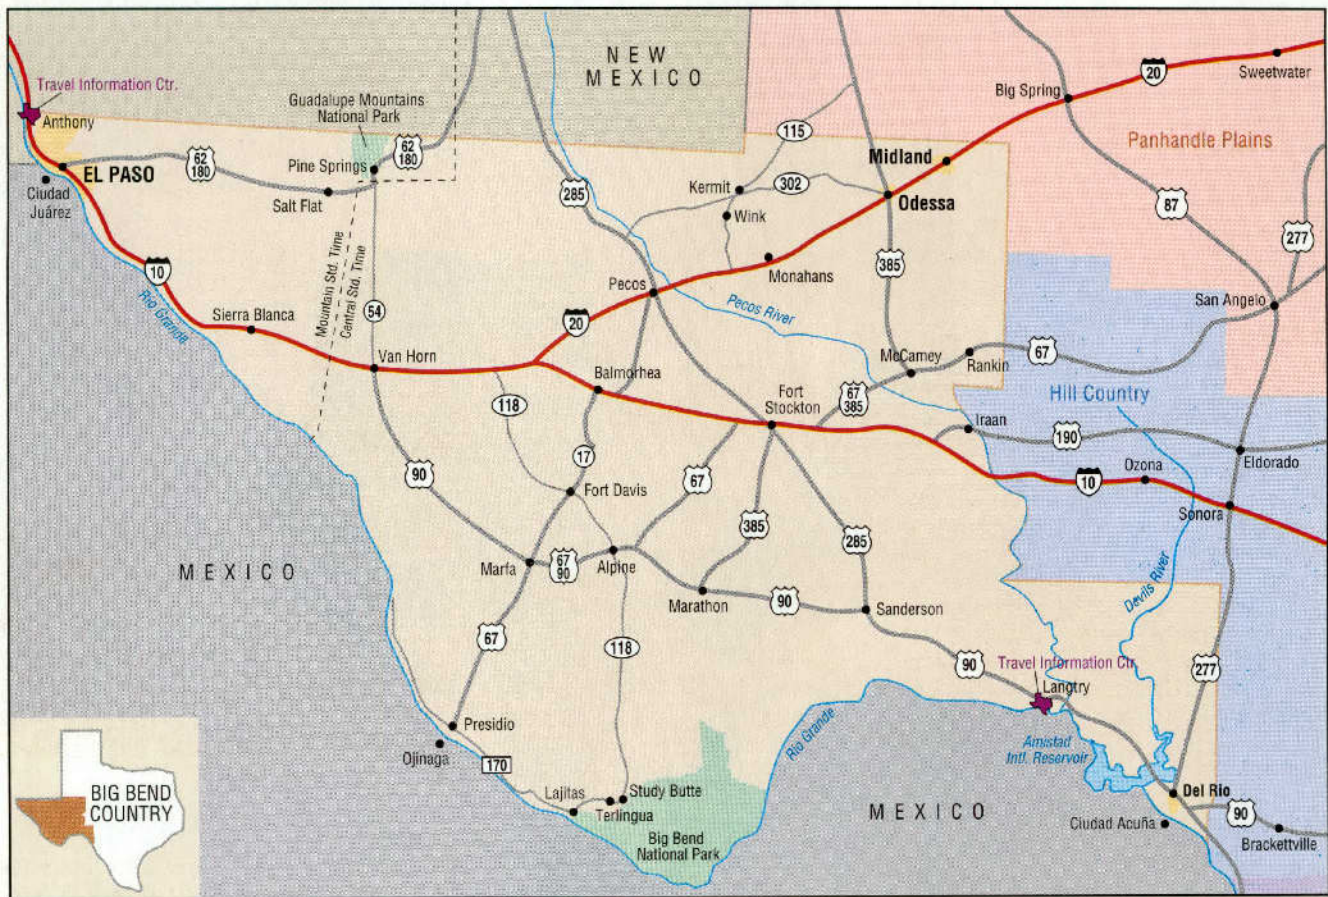 NEW
MEXICO
20
Sweetwater
Travel Information Ctr.
Guadalupe Mountains
National Park
Big Spring
Anthony
115
62
180
Panhandle Plains
62
180
Pine Springs
Midland
EL PASO
Ciudad
Juárez
Salt Flat
285
Kermit
302
Odessa
87
Wink
277
10
385
Monahans
Mountain Std. Time
Central Std. Time
Pecos
San Angelo
Rio Grande
54
Pecos River
Sierra Blanca
20
Van Horn
McCamey
Rankin
67
Balmorhea
67
385
Hill Country
118
Fort
Stockton
Iraan
190
17
Eldorado
90
67
Ozona
10
Fort Davis
Sonora
385
285
MEXICO
Marfa
67
90
Alpine
Devils River
Marathon
90
Sanderson
67
118
90
Travel Information Ctr.
277
Langtry
Presidio
Rio Grande
Ojinaga
170
Amistad
Intl. Reservoir
BIG BEND
COUNTRY
Lajitas
Study Butte
Terlingua
Del Rio
MEXICO
Ciudad Acuña
90
Big Bend
National Park
Brackettville